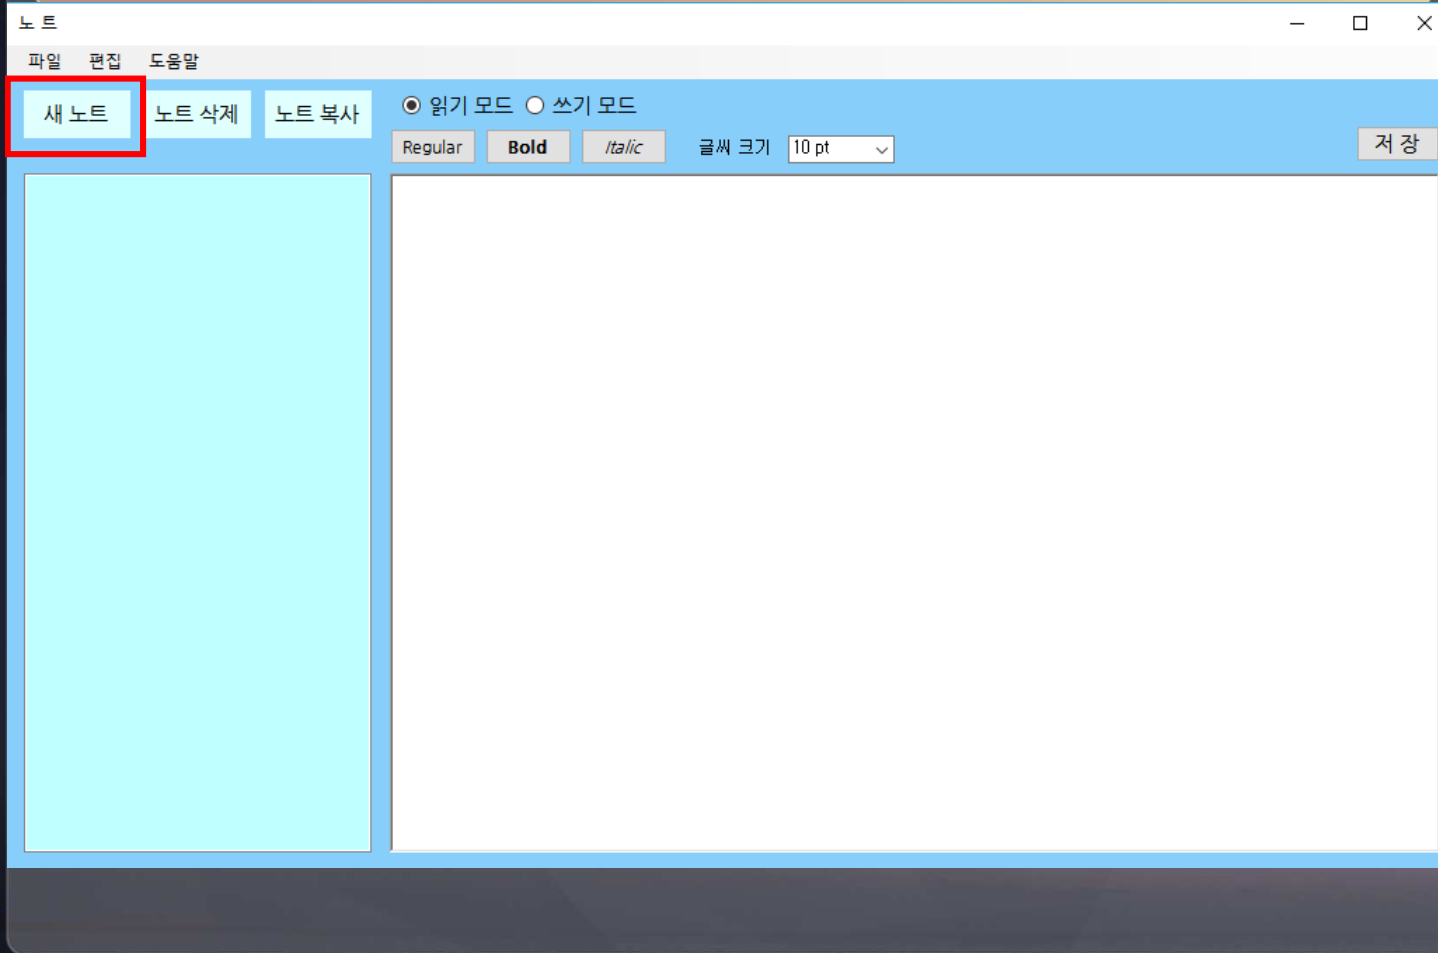 노 트
파일 편집 도움말
새 노트 노트 삭제 노트 복사
읽기 모드 쓰기 모드
Regular Bold Italic 글씨 크기 10 pt 저 장